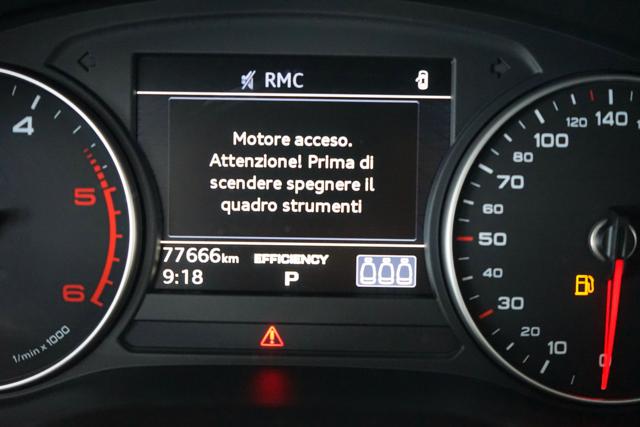 RMC
Motore acceso.
Attenzione! Prima di
scendere spegnere il
quadro strumenti
77666km EFFICIENCY
9:18 P
4
5
6
1/min x 1000
140
120
100
80
70
60
50
40
30
20
10
0